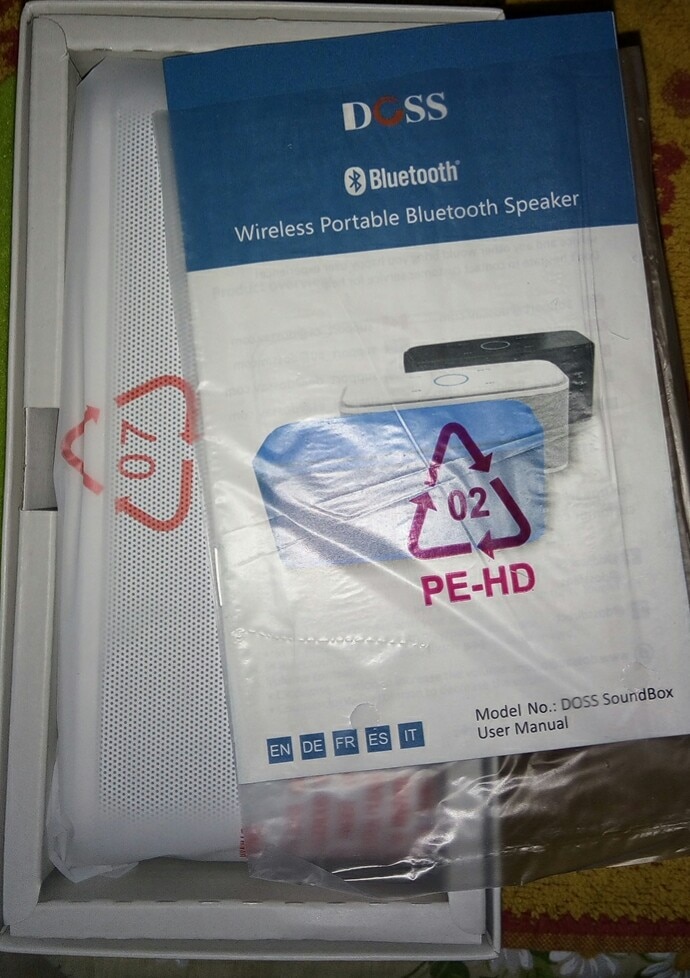 DOSS
Bluetooth®
Wireless Portable Bluetooth Speaker
07
02
PE-HD
Model No.: DOSS SoundBox
User Manual
EN DE FR ES IT